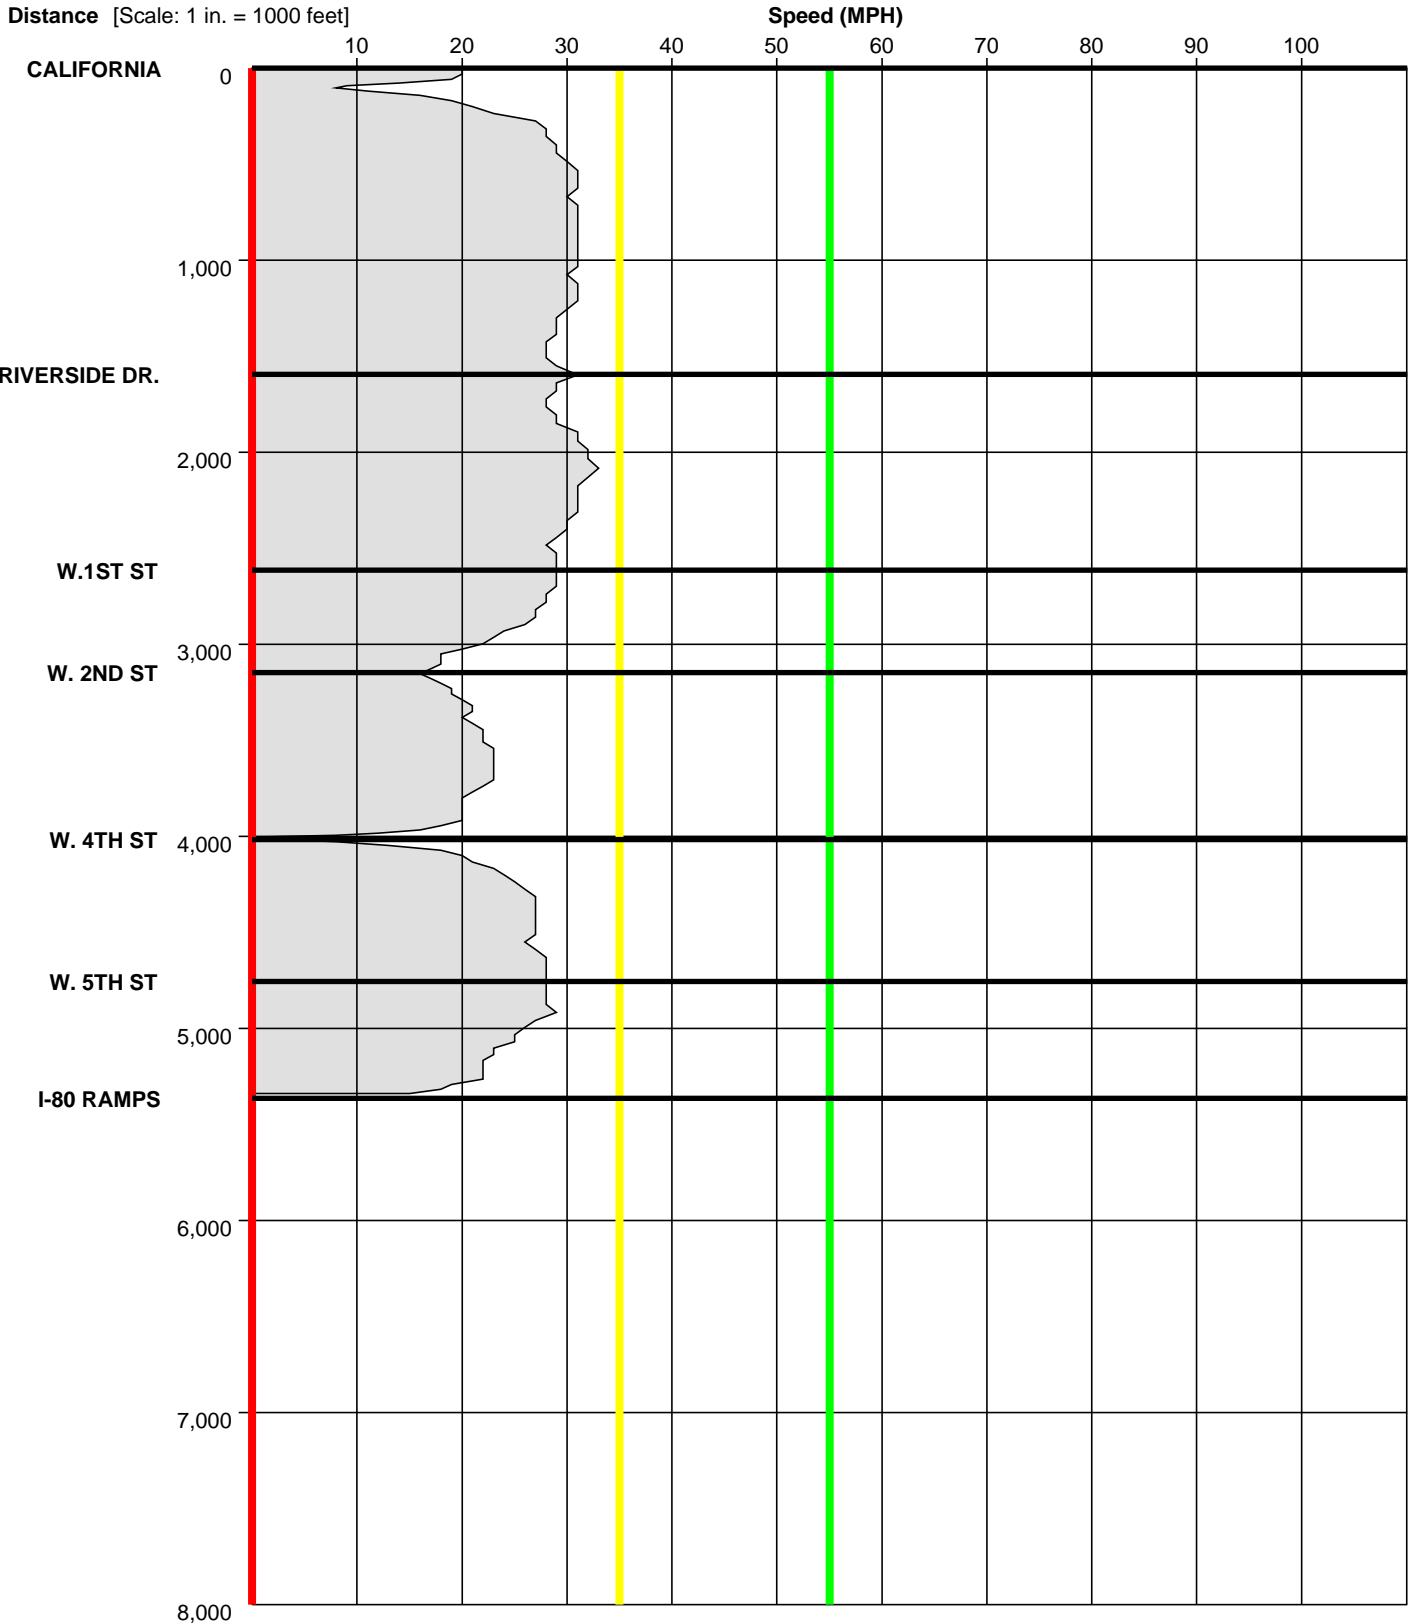 Distance [Scale: 1 in. = 1000 feet] Speed (MPH)
10 20 30 40 50 60 70 80 90 100
CALIFORNIA 0
1,000
RIVERSIDE DR.
2,000
W.1ST ST
3,000
W. 2ND ST
W. 4TH ST 4,000
W. 5TH ST
5,000
I-80 RAMPS
6,000
7,000
8,000